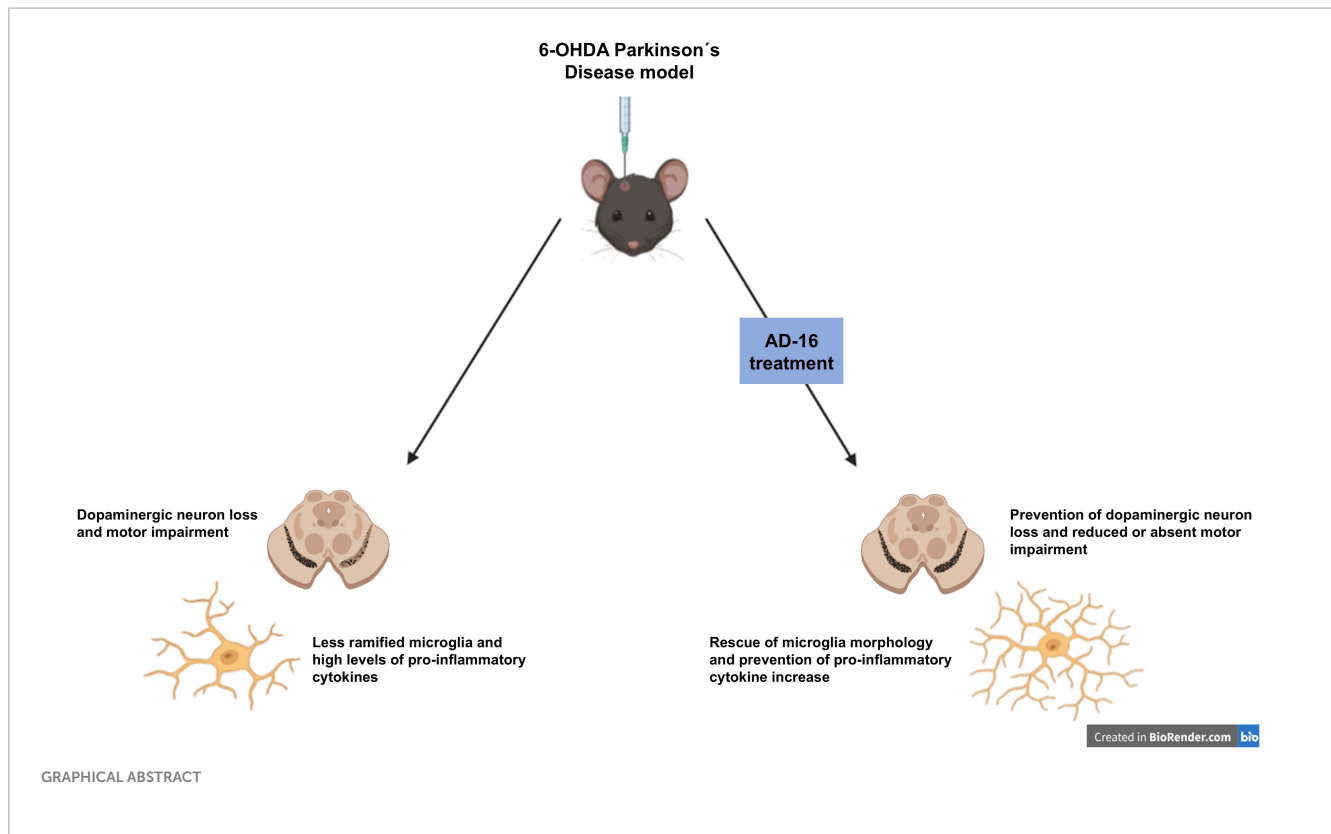 6-OHDA Parkinson´s
Disease model
AD-16
treatment
Dopaminergic neuron loss
and motor impairment
Prevention of dopaminergic neuron
loss and reduced or absent motor
impairment
Less ramified microglia and
high levels of pro-inflammatory
cytokines
Rescue of microglia morphology
and prevention of pro-inflammatory
cytokine increase
Created in BioRender.com bio
GRAPHICAL ABSTRACT